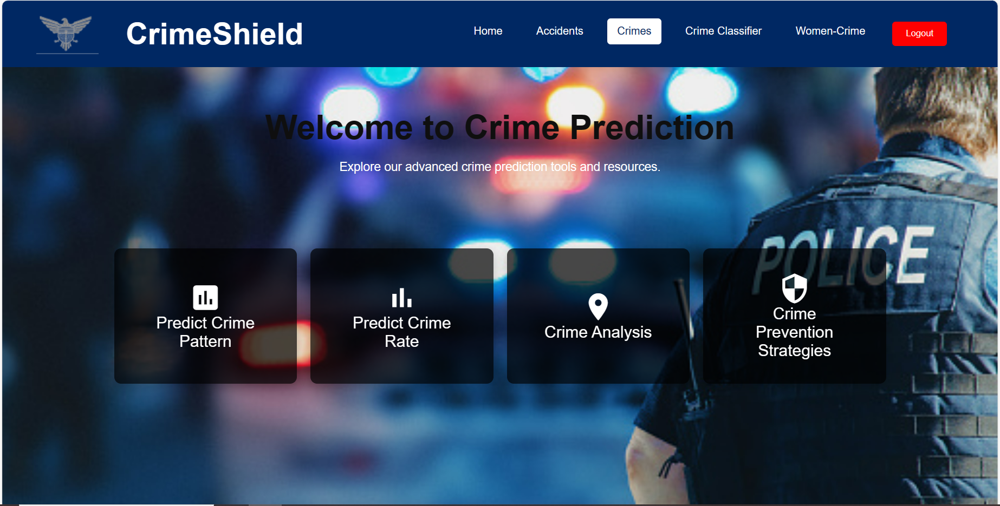 CrimeShield
Home
Accidents
Crimes
Crime Classifier
Women-Crime
Logout
Welcome to Crime Prediction
Explore our advanced crime prediction tools and resources.
POLICE
Predict Crime
Pattern
Predict Crime
Rate
Crime Analysis
Crime
Prevention
Strategies